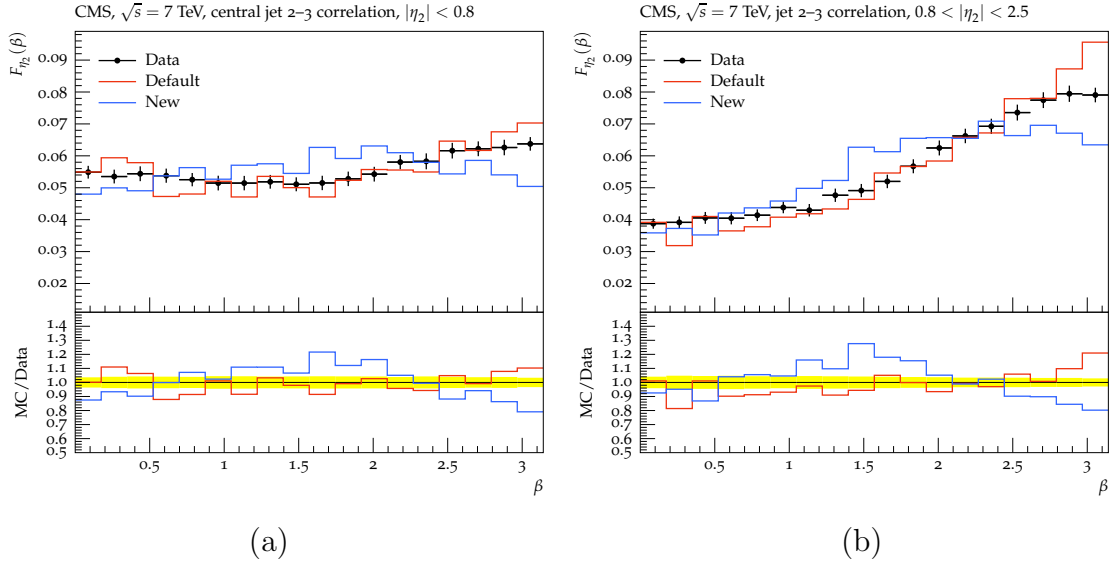 CMS, √s = 7 TeV, central jet 2–3 correlation, |η₂| < 0.8
F_η₂(β)
0.09
0.08
0.07
0.06
0.05
0.04
0.03
0.02
Data
Default
New
MC/Data
1.4
1.3
1.2
1.1
1.0
0.9
0.8
0.7
0.6
0.5
0.5 1 1.5 2 2.5 3
β
(a)
CMS, √s = 7 TeV, jet 2–3 correlation, 0.8 < |η₂| < 2.5
F_η₂(β)
0.09
0.08
0.07
0.06
0.05
0.04
0.03
0.02
Data
Default
New
MC/Data
1.4
1.3
1.2
1.1
1.0
0.9
0.8
0.7
0.6
0.5
0.5 1 1.5 2 2.5 3
β
(b)